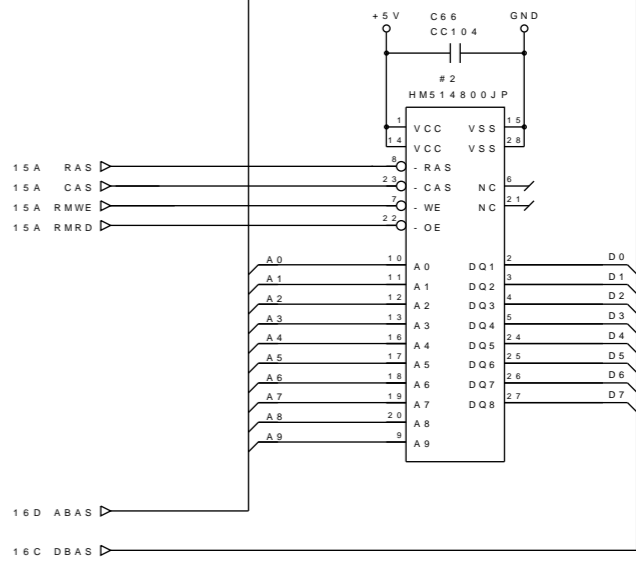 +5V C66 GND
CC104
#2
HM514800JP
1 VCC VSS 15
14 VCC VSS 28
15A RAS 8 -RAS
15A CAS 23 -CAS NC 6
15A RMWE 7 -WE NC 21
15A RMRD 22 -OE
A0 10 A0 DQ1 2 D0
A1 11 A1 DQ2 3 D1
A2 12 A2 DQ3 4 D2
A3 13 A3 DQ4 5 D3
A4 16 A4 DQ5 24 D4
A5 17 A5 DQ6 25 D5
A6 18 A6 DQ7 26 D6
A7 19 A7 DQ8 27 D7
A8 20 A8
A9 9 A9
16D ABAS
16C DBAS